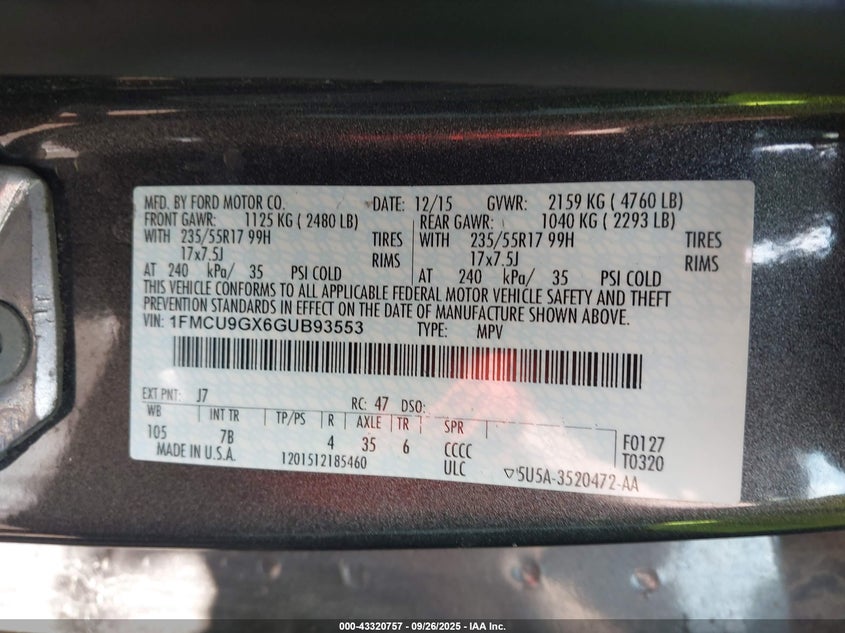 MFD. BY FORD MOTOR CO. DATE: 12/15 GVWR: 2159 KG ( 4760 LB)
FRONT GAWR: 1125 KG ( 2480 LB) REAR GAWR: 1040 KG ( 2293 LB)
WITH 235/55R17 99H TIRES WITH 235/55R17 99H TIRES
17x7.5J RIMS 17x7.5J RIMS
AT 240 kPa/ 35 PSI COLD AT 240 kPa/ 35 PSI COLD
THIS VEHICLE CONFORMS TO ALL APPLICABLE FEDERAL MOTOR VEHICLE SAFETY AND THEFT
PREVENTION STANDARDS IN EFFECT ON THE DATE OF MANUFACTURE SHOWN ABOVE.
VIN: 1FMCU9GX6GUB93553 TYPE: MPV
EXT PNT: J7 RC: 47 DSO:
WB INT TR TP/PS R AXLE TR SPR
105 7B 4 35 6 CCCC F0127
MADE IN U.S.A. 1201512185460 ULC T0320
▽5U5A-3520472-AA
000-43320757 - 09/26/2025 - IAA Inc.